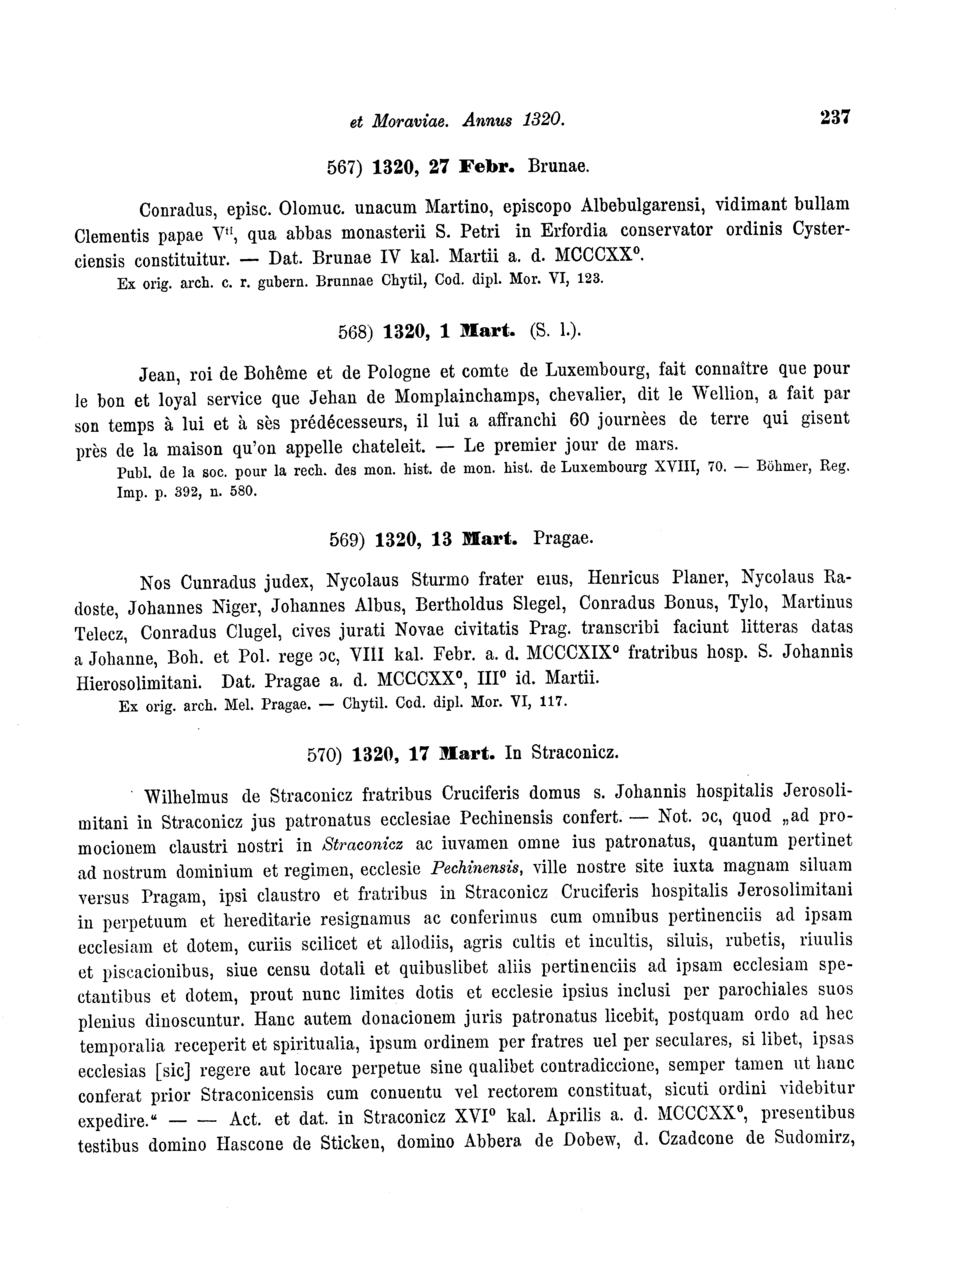 et Moraviae. Annus 1320. 237
567) 1320, 27 Febr. Brunae.
Conradus, episc. Olomuc. unacum Martino, episcopo Albebulgarensi, vidimant bullam
Clementis papae Vti, qua abbas monasterii S. Petri in Erfordia conservator ordinis Cyster-
ciensis constituitur. — Dat. Brunae IV kal. Martii a. d. MCCCXX⁰.
Ex orig. arch. c. r. gubern. Brunnae Chytil, Cod. dipl. Mor. VI, 123.
568) 1320, 1 Mart. (S. l.).
Jean, roi de Bohême et de Pologne et comte de Luxembourg, fait connaître que pour
le bon et loyal service que Jehan de Momplainchamps, chevalier, dit le Wellion, a fait par
son temps à lui et à sès prédécesseurs, il lui a affranchi 60 journèes de terre qui gisent
près de la maison qu'on appelle chateleit. — Le premier jour de mars.
Publ. de la soc. pour la rech. des mon. hist. de mon. hist. de Luxembourg XVIII, 70. — Böhmer, Reg.
Imp. p. 392, n. 580.
569) 1320, 13 Mart. Pragae.
Nos Cunradus judex, Nycolaus Sturmo frater eius, Henricus Planer, Nycolaus Ra-
doste, Johannes Niger, Johannes Albus, Bertholdus Slegel, Conradus Bonus, Tylo, Martinus
Telecz, Conradus Clugel, cives jurati Novae civitatis Prag. transcribi faciunt litteras datas
a Johanne, Boh. et Pol. rege ɔc, VIII kal. Febr. a. d. MCCCXIX⁰ fratribus hosp. S. Johannis
Hierosolimitani. Dat. Pragae a. d. MCCCXX⁰, III⁰ id. Martii.
Ex orig. arch. Mel. Pragae. — Chytil. Cod. dipl. Mor. VI, 117.
570) 1320, 17 Mart. In Straconicz.
Wilhelmus de Straconicz fratribus Cruciferis domus s. Johannis hospitalis Jerosoli-
mitani in Straconicz jus patronatus ecclesiae Pechinensis confert. — Not. ɔc, quod „ad pro-
mocionem claustri nostri in Straconicz ac iuvamen omne ius patronatus, quantum pertinet
ad nostrum dominium et regimen, ecclesie Pechinensis, ville nostre site iuxta magnam siluam
versus Pragam, ipsi claustro et fratribus in Straconicz Cruciferis hospitalis Jerosolimitani
in perpetuum et hereditarie resignamus ac conferimus cum omnibus pertinenciis ad ipsam
ecclesiam et dotem, curiis scilicet et allodiis, agris cultis et incultis, siluis, rubetis, riuulis
et piscacionibus, siue censu dotali et quibuslibet aliis pertinenciis ad ipsam ecclesiam spe-
ctantibus et dotem, prout nunc limites dotis et ecclesie ipsius inclusi per parochiales suos
plenius dinoscuntur. Hanc autem donacionem juris patronatus licebit, postquam ordo ad hec
temporalia receperit et spiritualia, ipsum ordinem per fratres uel per seculares, si libet, ipsas
ecclesias [sic] regere aut locare perpetue sine qualibet contradiccione, semper tamen ut hanc
conferat prior Straconicensis cum conuentu vel rectorem constituat, sicuti ordini videbitur
expedire.“ — — Act. et dat. in Straconicz XVI⁰ kal. Aprilis a. d. MCCCXX⁰, presentibus
testibus domino Hascone de Sticken, domino Abbera de Dobew, d. Czadcone de Sudomirz,